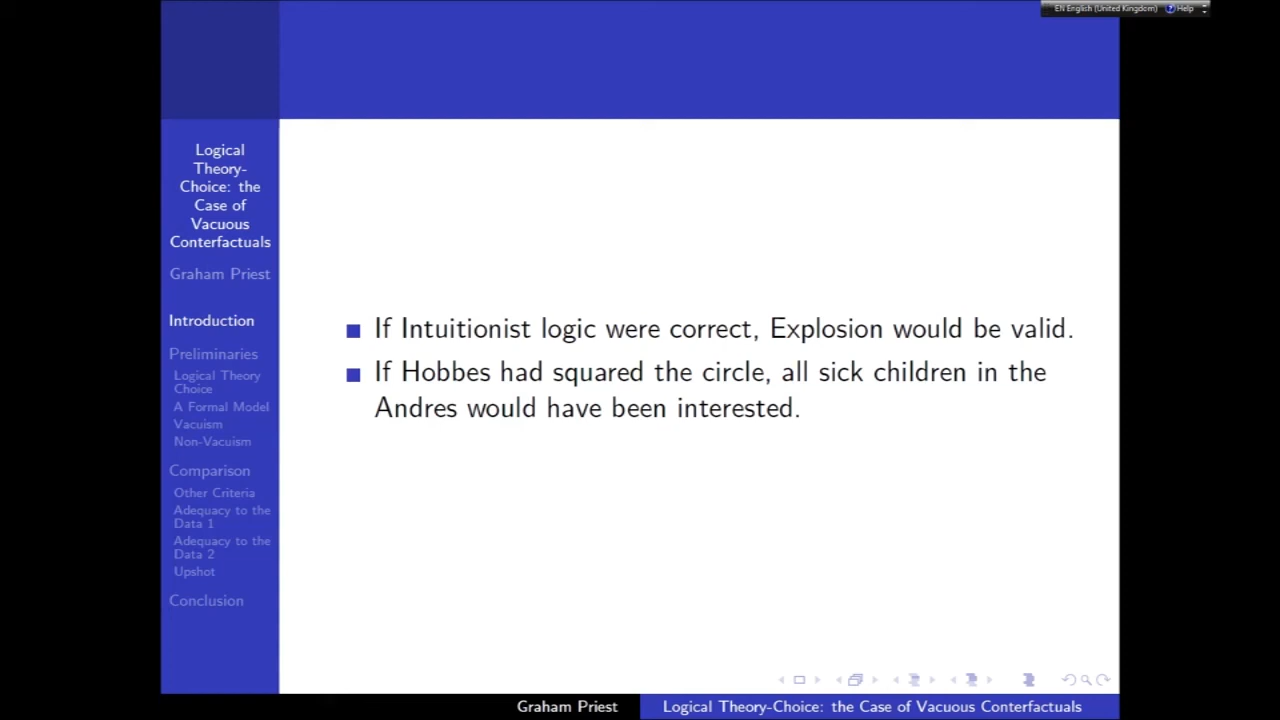 EN English (United Kingdom) Help
Logical
Theory-
Choice: the
Case of
Vacuous
Conterfactuals
Graham Priest
Introduction
Preliminaries
Logical Theory
Choice
A Formal Model
Vacuism
Non-Vacuism
Comparison
Other Criteria
Adequacy to the
Data 1
Adequacy to the
Data 2
Upshot
Conclusion
If Intuitionist logic were correct, Explosion would be valid.
If Hobbes had squared the circle, all sick children in the
Andres would have been interested.
Graham Priest
Logical Theory-Choice: the Case of Vacuous Conterfactuals